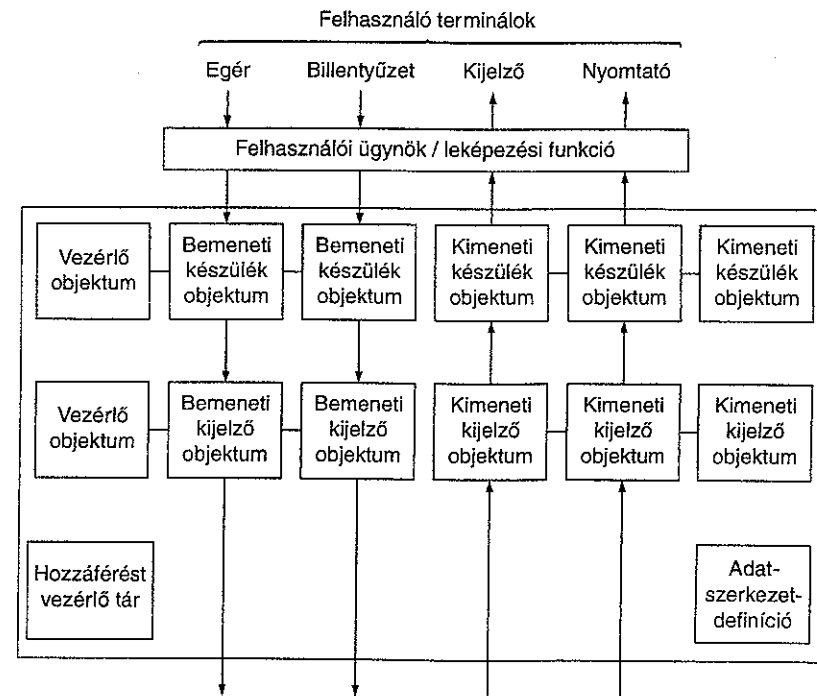 Felhasználó terminálok
Egér Billentyűzet Kijelző Nyomtató
Felhasználói ügynök / leképezési funkció
Vezérlő
objektum
Bemeneti
készülék
objektum
Bemeneti
készülék
objektum
Kimeneti
készülék
objektum
Kimeneti
készülék
objektum
Kimeneti
készülék
objektum
Vezérlő
objektum
Bemeneti
kijelző
objektum
Bemeneti
kijelző
objektum
Kimeneti
kijelző
objektum
Kimeneti
kijelző
objektum
Kimeneti
kijelző
objektum
Hozzáférést
vezérlő tár
Adat-
szerkezet-
definíció